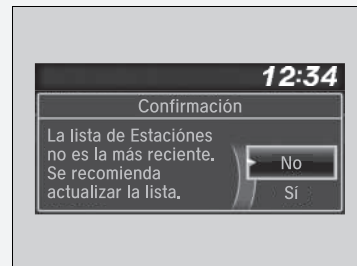 12:34
Confirmación
La lista de Estaciónes
no es la más reciente.
Se recomienda
actualizar la lista.
No
Sí